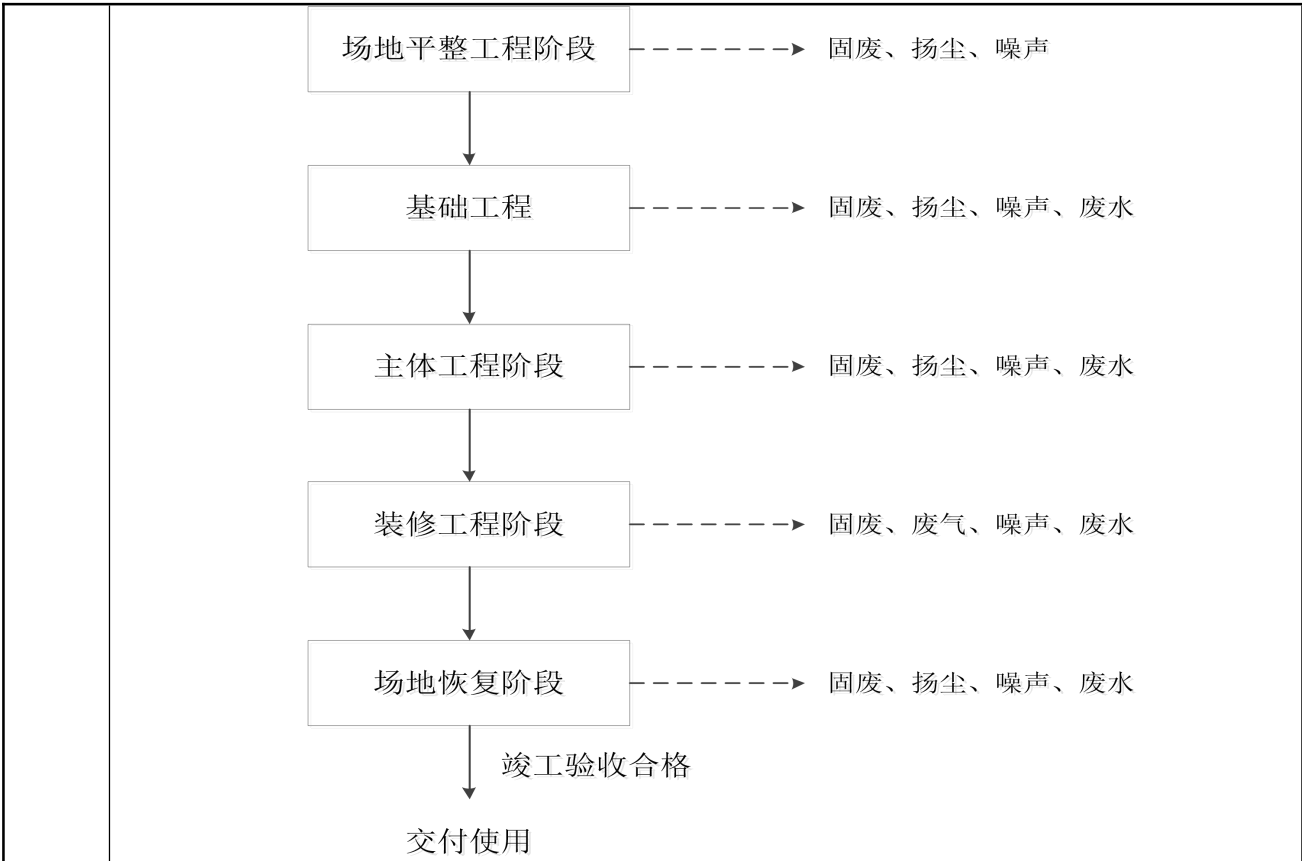 场地平整工程阶段
固废、扬尘、噪声
基础工程
固废、扬尘、噪声、废水
主体工程阶段
固废、扬尘、噪声、废水
装修工程阶段
固废、废气、噪声、废水
场地恢复阶段
固废、扬尘、噪声、废水
竣工验收合格
交付使用